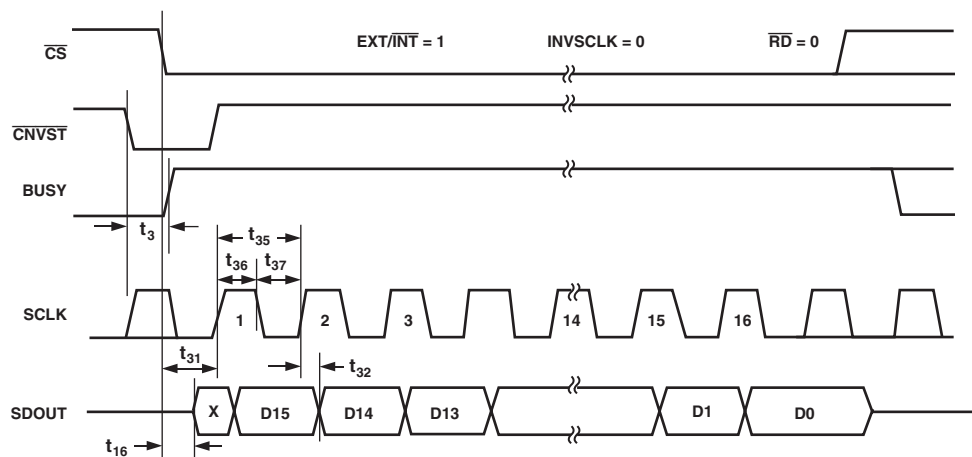 EXT/INT = 1 INVSCLK = 0 RD = 0
CS
CNVST
BUSY
t3
t35
t36 t37
SCLK
1 2 3 14 15 16
t31
t32
SDOUT
X D15 D14 D13 D1 D0
t16